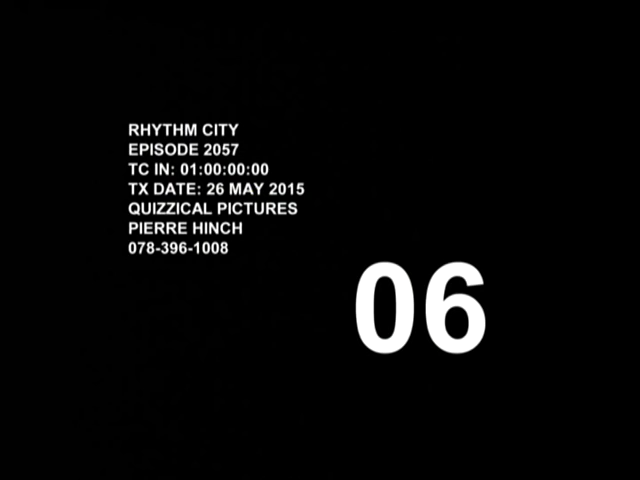 RHYTHM CITY
EPISODE 2057
TC IN: 01:00:00:00
TX DATE: 26 MAY 2015
QUIZZICAL PICTURES
PIERRE HINCH
078-396-1008
06